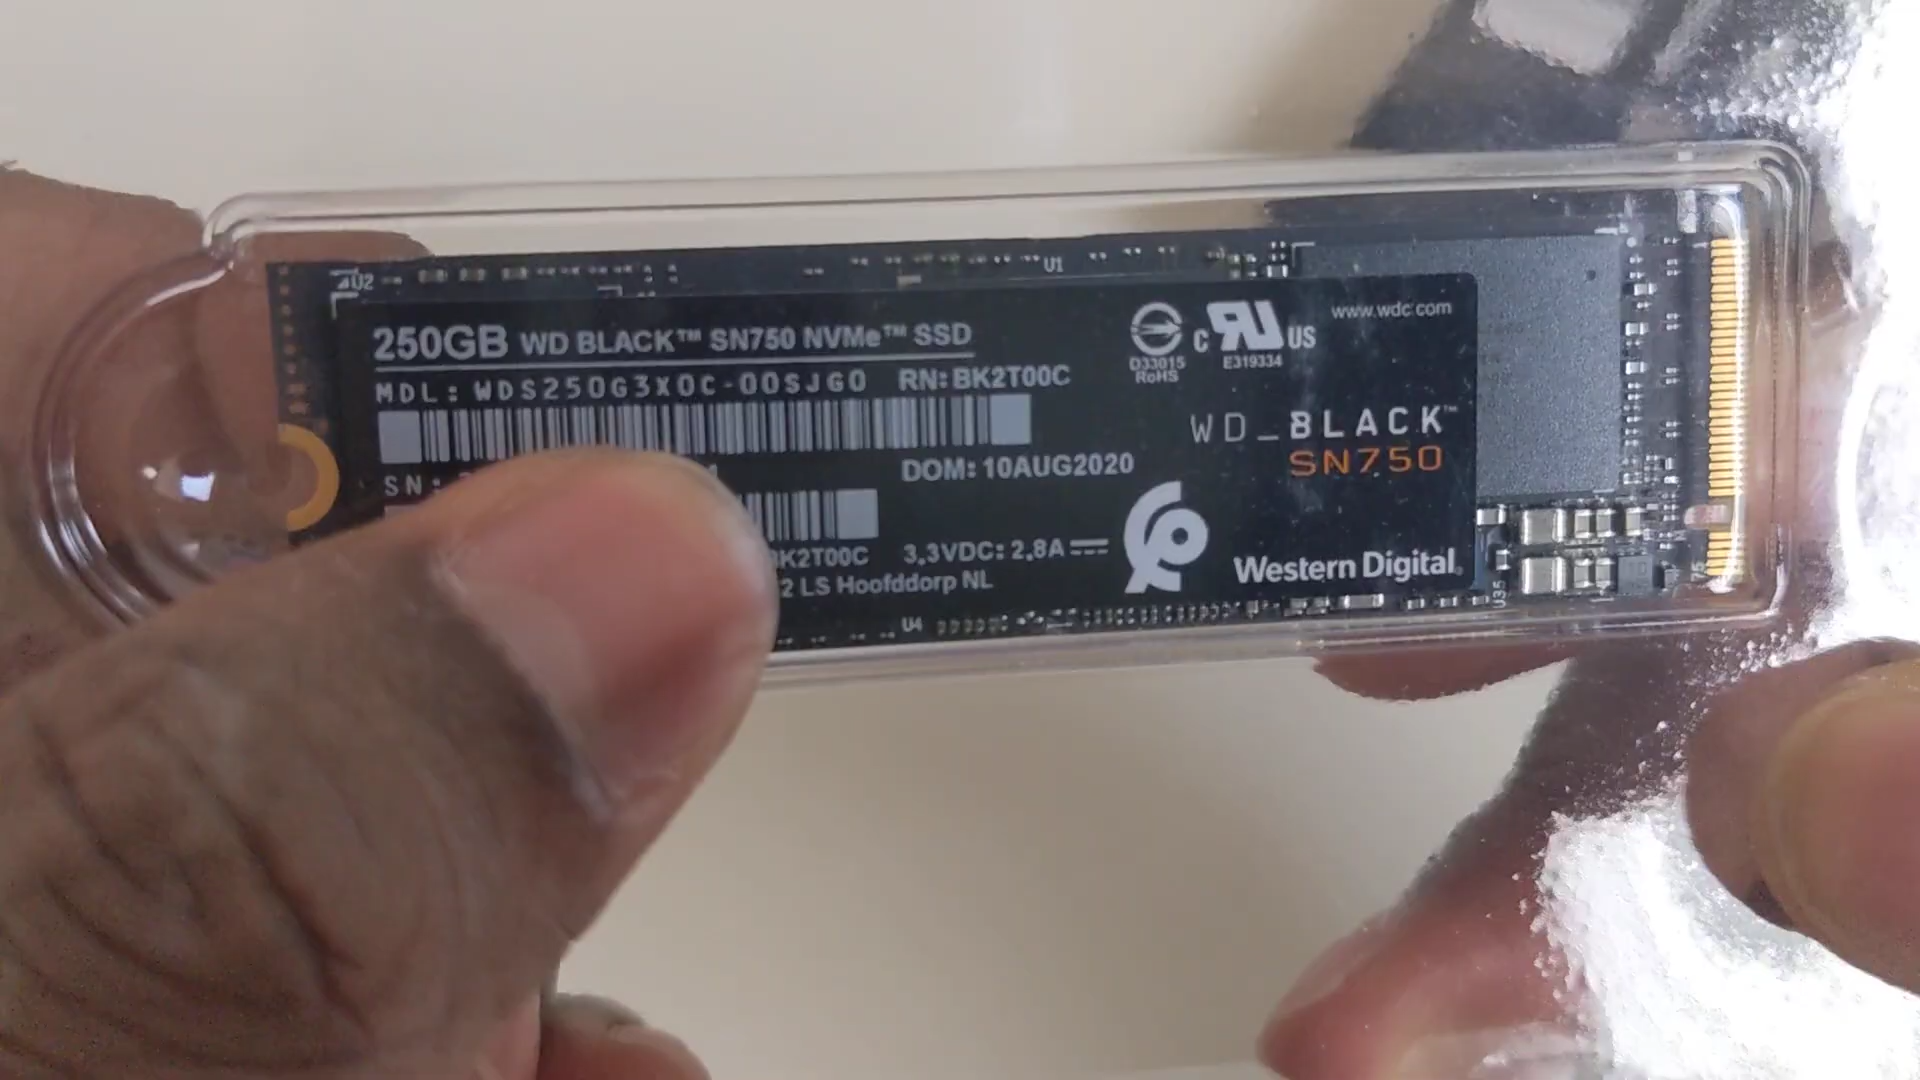 U2
U1
250GB WD BLACK™ SN750 NVMe™ SSD
www.wdc.com
D33015
RoHS
c RU US
E319334
MDL: WDS250G3X0C-00SJG0 RN: BK2T00C
WD_BLACK™
SN750
SN:
DOM: 10AUG2020
BK2T00C 3.3VDC: 2.8A
2 LS Hoofddorp NL
Western Digital®
U4
U35
75